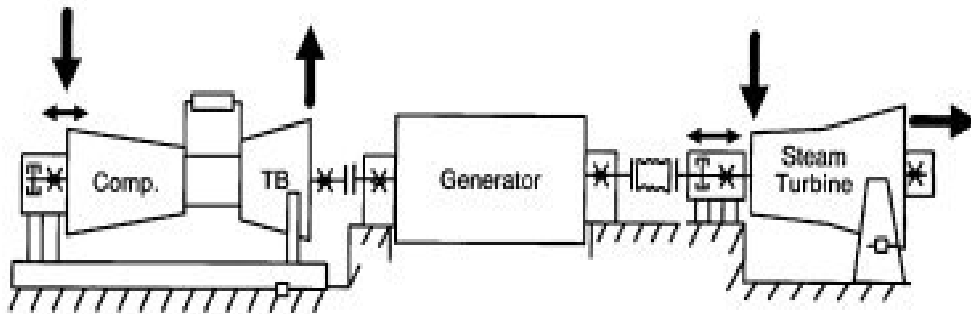 Comp.
TB
Generator
Steam
Turbine